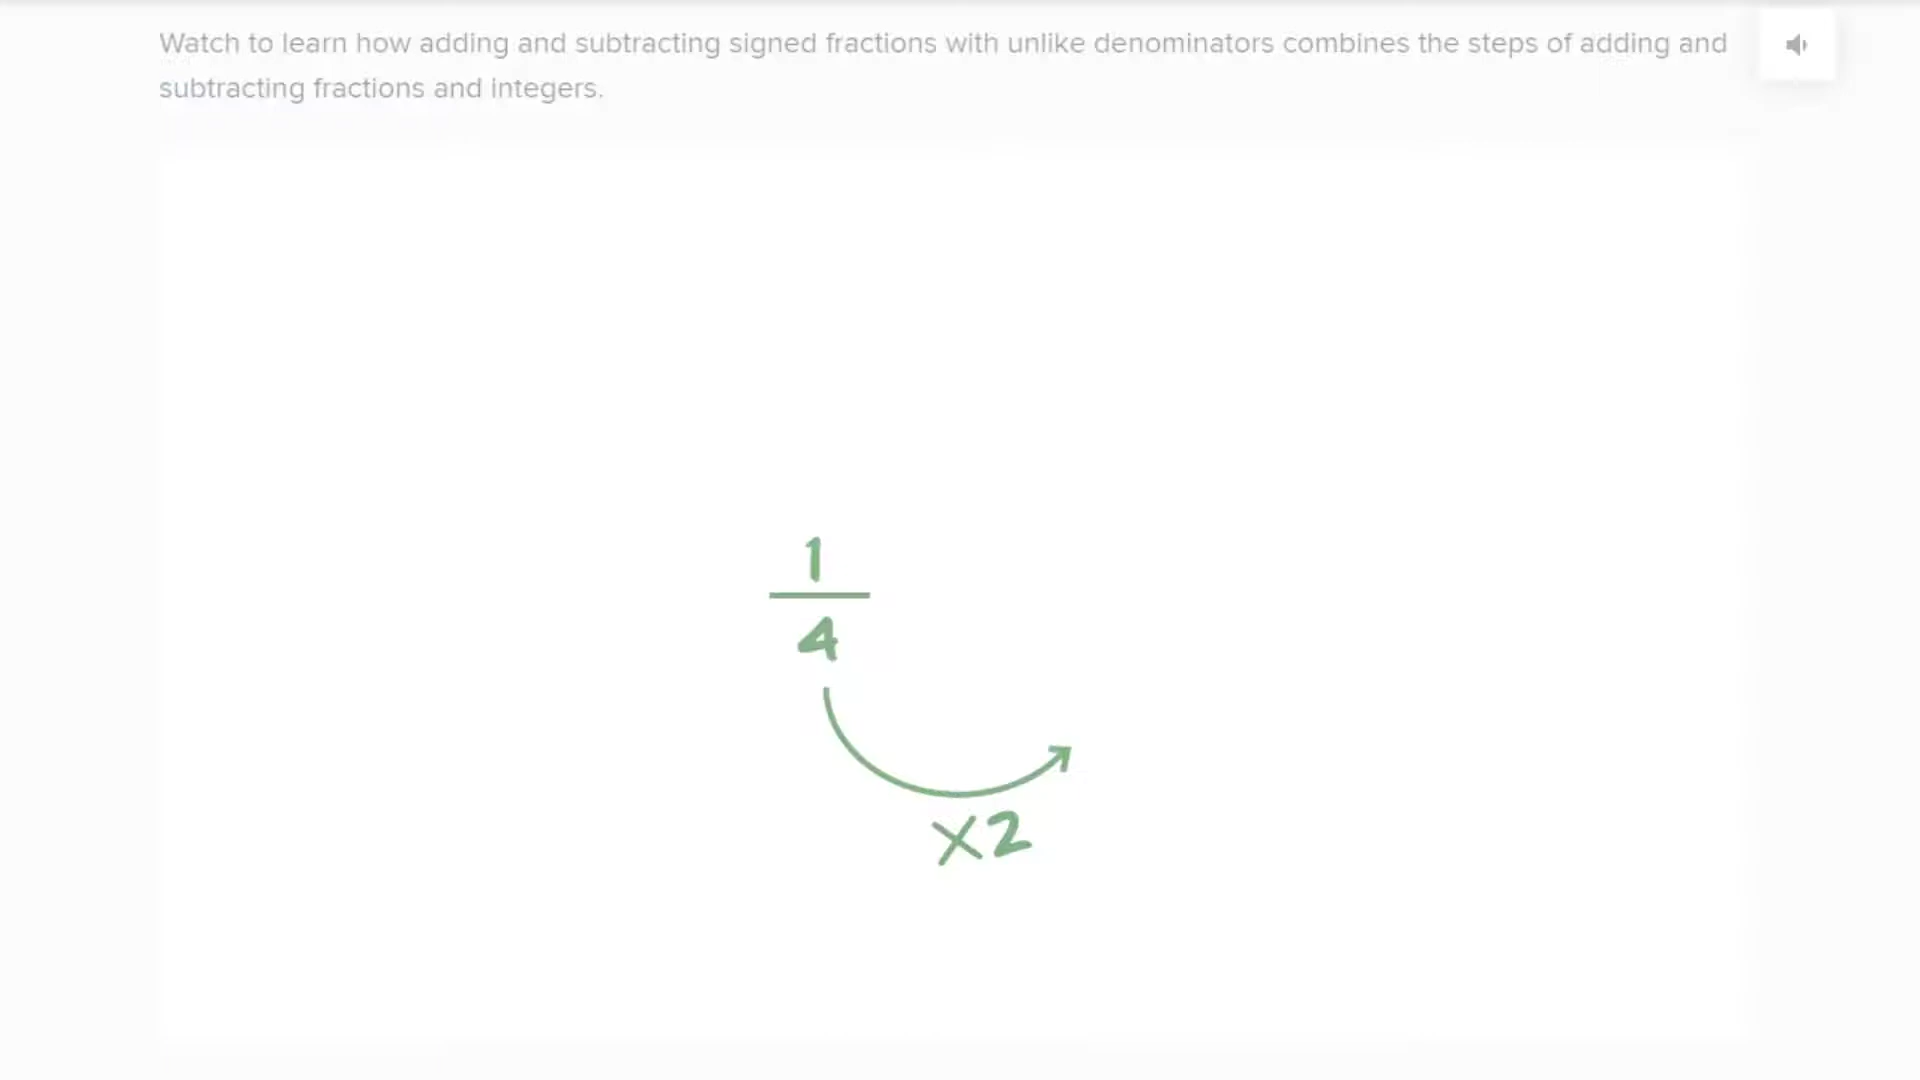 Watch to learn how adding and subtracting signed fractions with unlike denominators combines the steps of adding and
subtracting fractions and integers.
1
4
X2